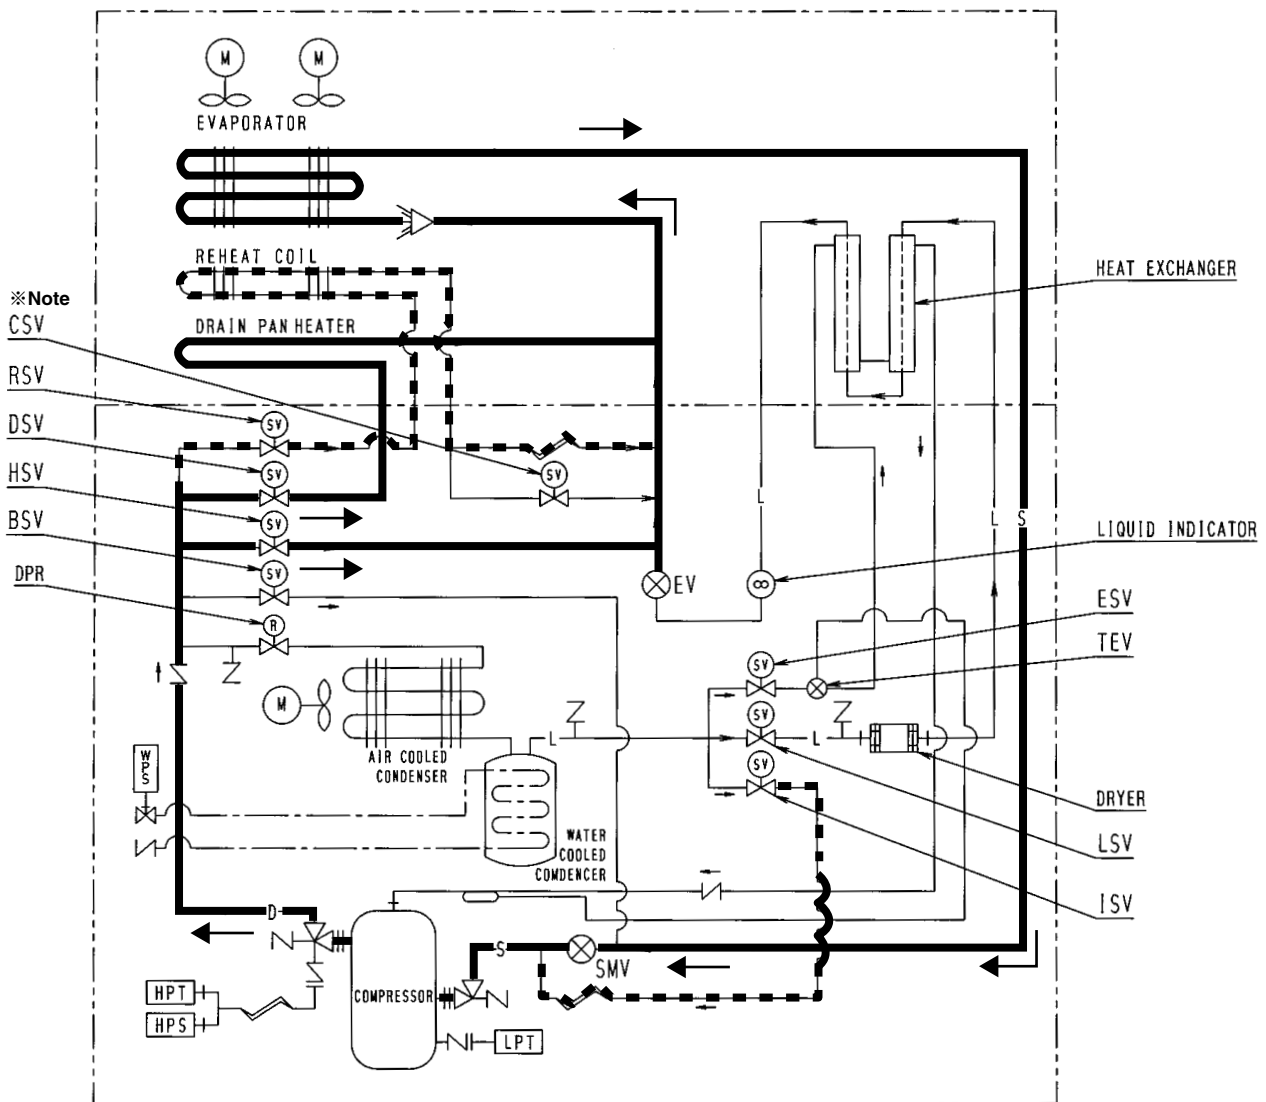 M M
EVAPORATOR
REHEAT COIL
HEAT EXCHANGER
※Note
CSV
DRAIN PAN HEATER
RSV
SV
DSV
SV
SV
HSV
L
SV
L S
BSV
LIQUID INDICATOR
DPR
SV
EV
ESV
R
TEV
SV
M
SV
L
L
AIR COOLED
CONDENSER
WPS
SV
DRYER
WATER
COOLED
COMDENCER
LSV
ISV
D
S
SMV
HPT
COMPRESSOR
HPS
LPT